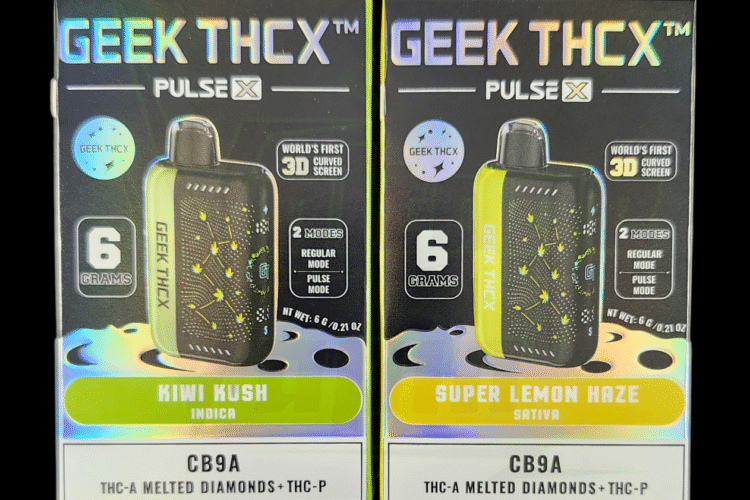 GEEK THCX™
PULSE X
GEEK THCX
WORLD'S FIRST
3D CURVED
SCREEN
6
GRAMS
2 MODES
REGULAR
MODE
PULSE
MODE
GEEK THCX
NT WET: 6 G /0.21 OZ
KIWI KUSH
INDICA
CB9A
THC-A MELTED DIAMONDS+THC-P
GEEK THCX™
PULSE X
GEEK THCX
WORLD'S FIRST
3D CURVED
SCREEN
6
GRAMS
2 MODES
REGULAR
MODE
PULSE
MODE
GEEK THCX
NT WET: 6 G /0.21 OZ
SUPER LEMON HAZE
SATIVA
CB9A
THC-A MELTED DIAMONDS+THC-P